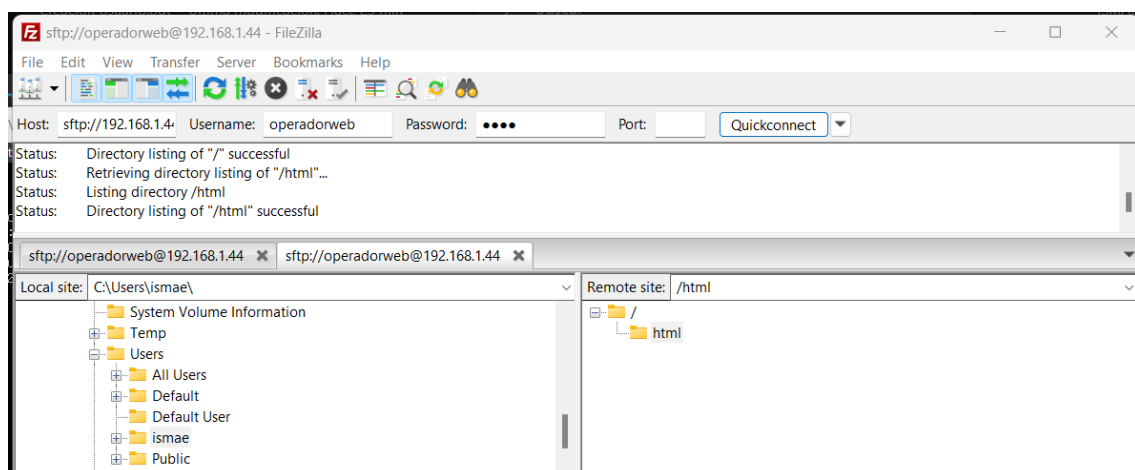 sftp://operadorweb@192.168.1.44 - FileZilla
File Edit View Transfer Server Bookmarks Help
Host: sftp://192.168.1.4 Username: operadorweb Password: •••• Port: Quickconnect
Status: Directory listing of "/" successful
Status: Retrieving directory listing of "/html"...
Status: Listing directory /html
Status: Directory listing of "/html" successful
sftp://operadorweb@192.168.1.44 sftp://operadorweb@192.168.1.44
Local site: C:\Users\ismae\ Remote site: /html
System Volume Information /
Temp html
Users
All Users
Default
Default User
ismae
Public